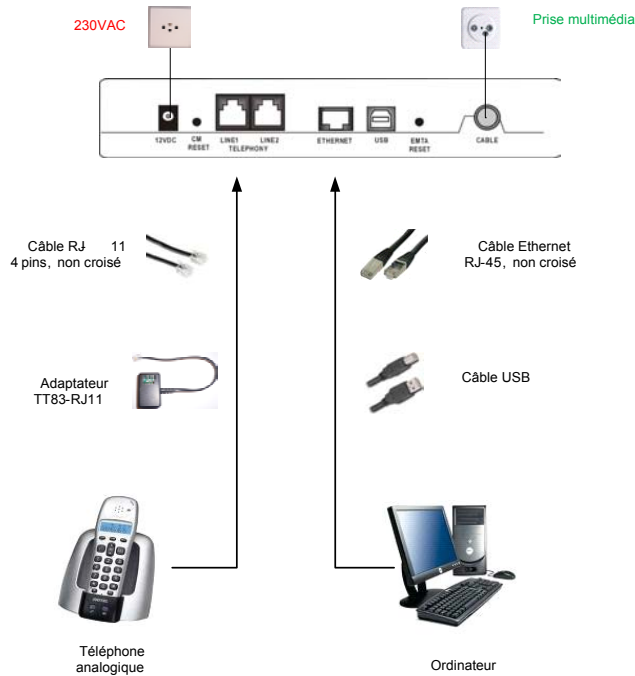 230VAC
Prise multimédia
12VDC
CM
RESET
LINE1 LINE2
TELEPHONY
ETHERNET
USB
EMTA
RESET
CABLE
Câble RJ 11
4 pins, non croisé
Câble Ethernet
RJ-45, non croisé
Adaptateur
TT83-RJ11
Câble USB
Téléphone
analogique
Ordinateur